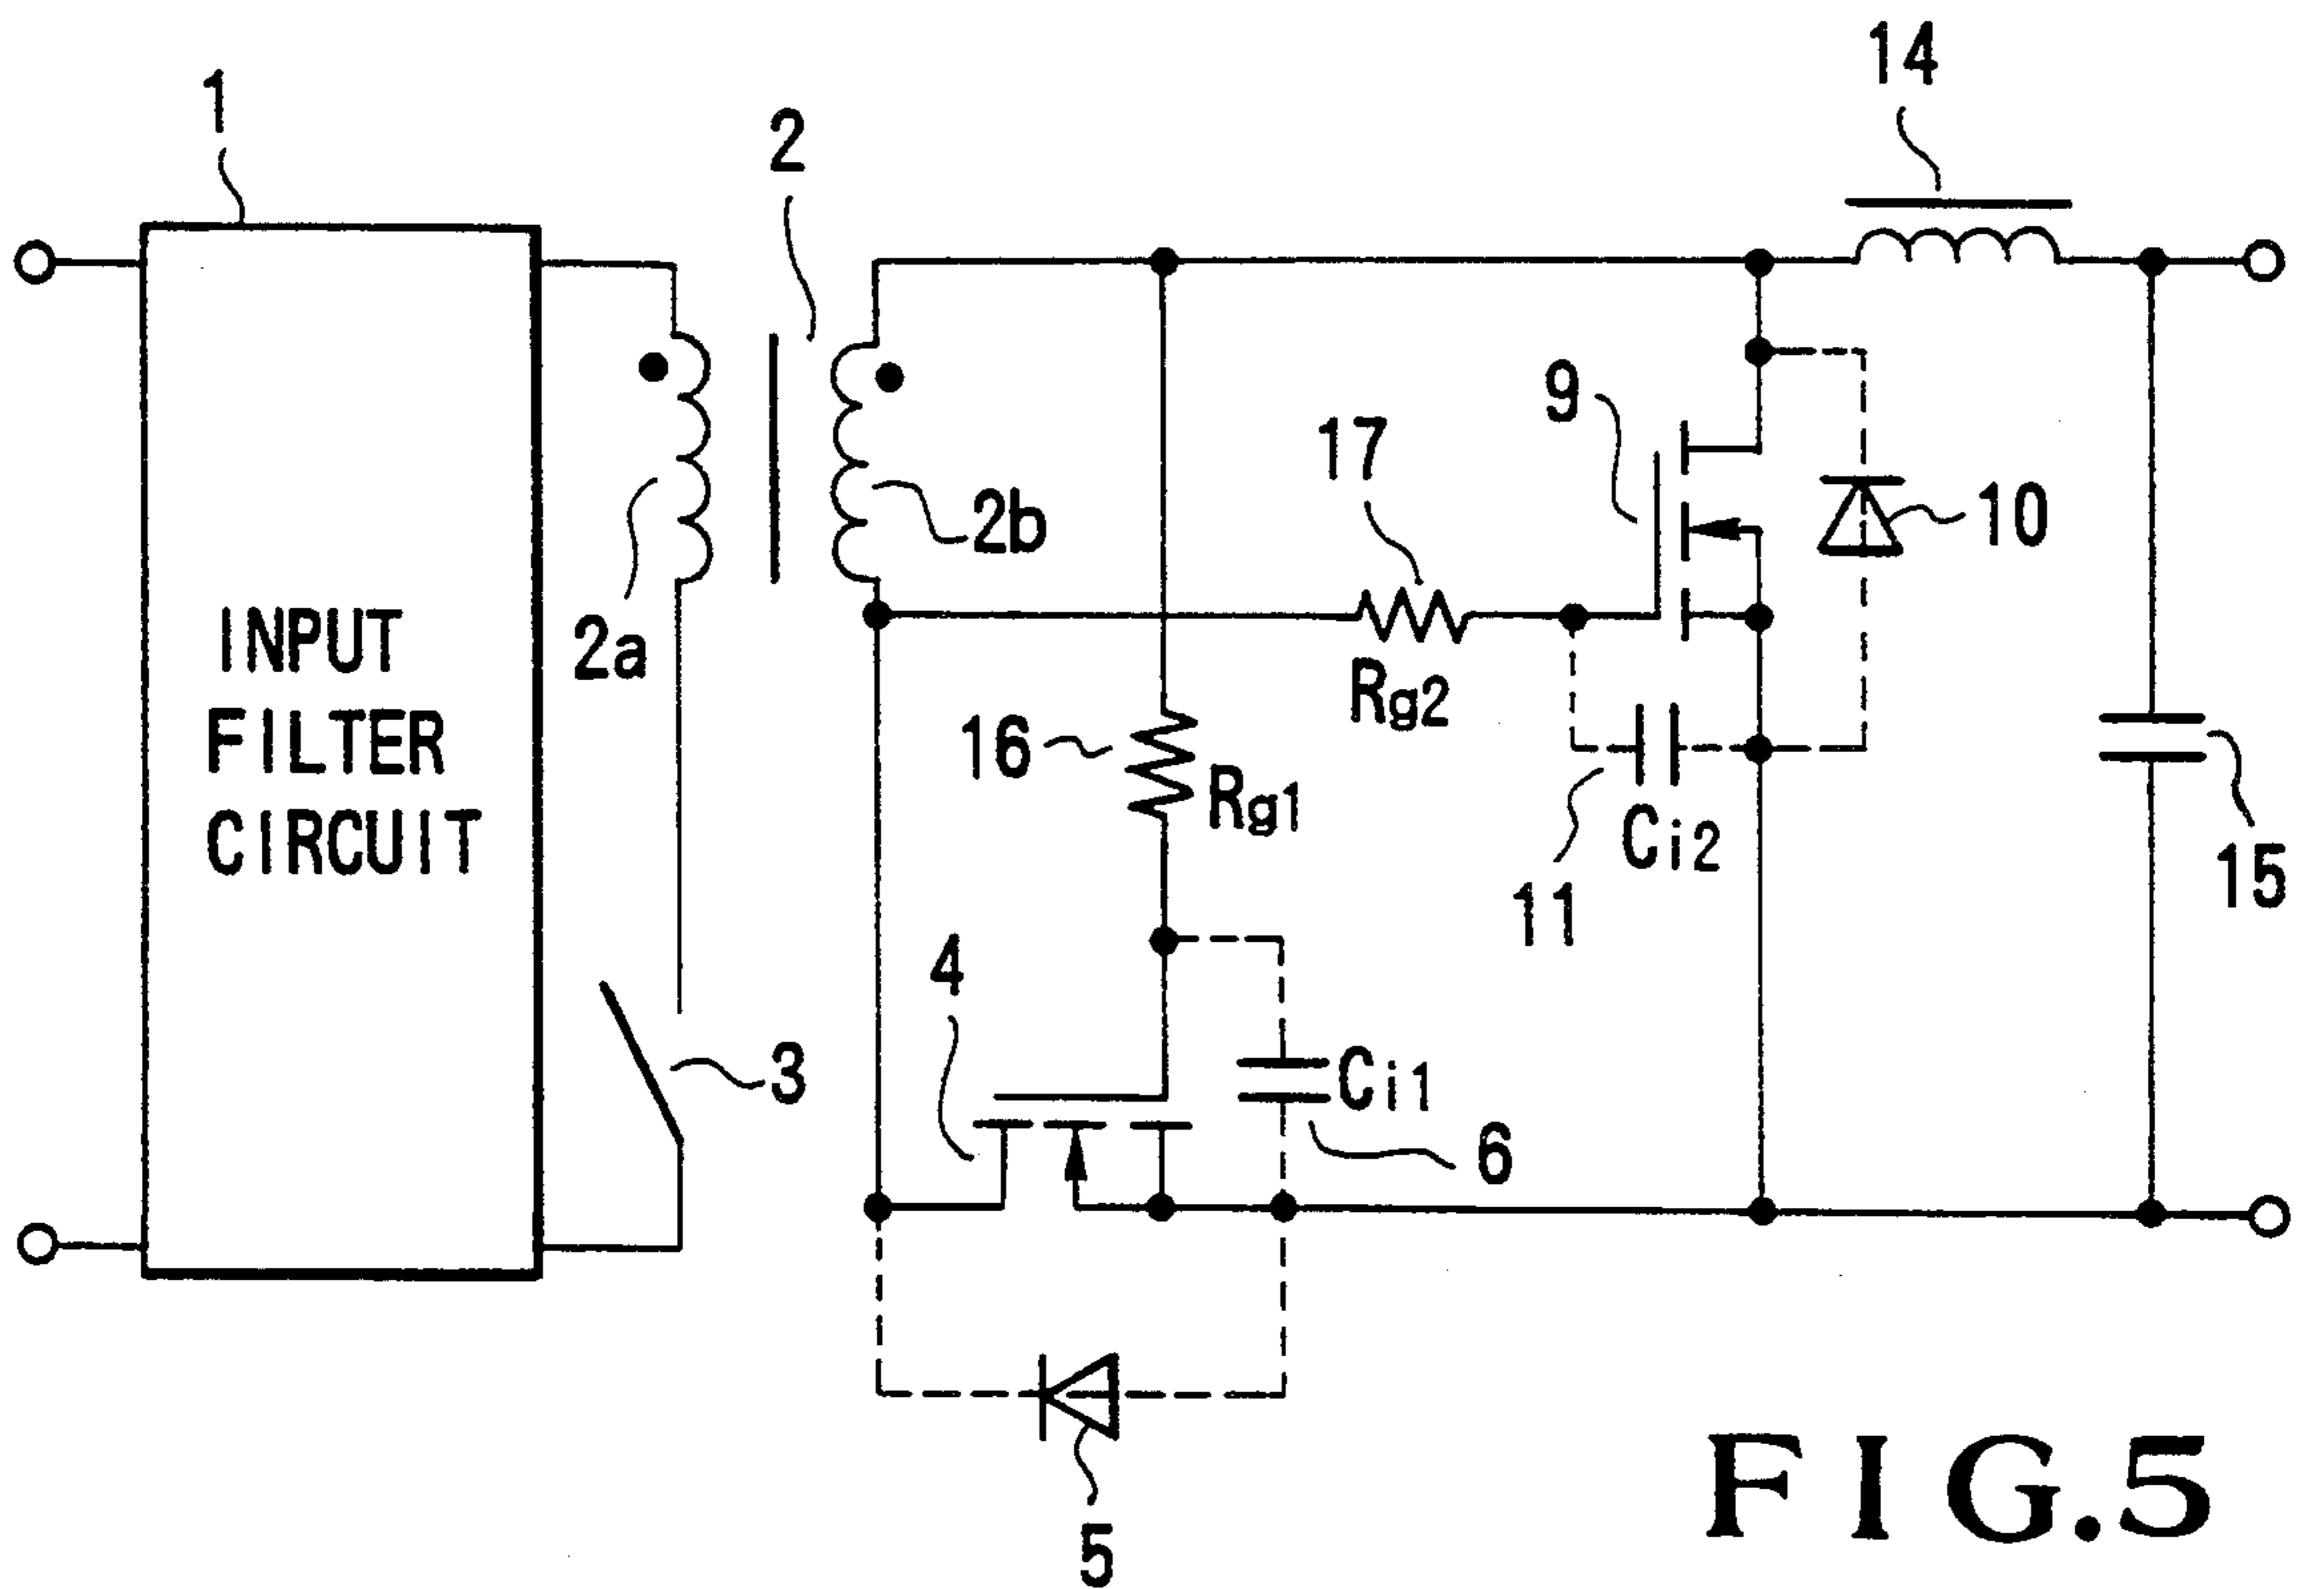 14
1
2
9
17
10
2b
INPUT
FILTER
CIRCUIT
2a
Rg2
16
Rg1
Ci2
15
11
4
3
Ci1
6
5
FIG.5